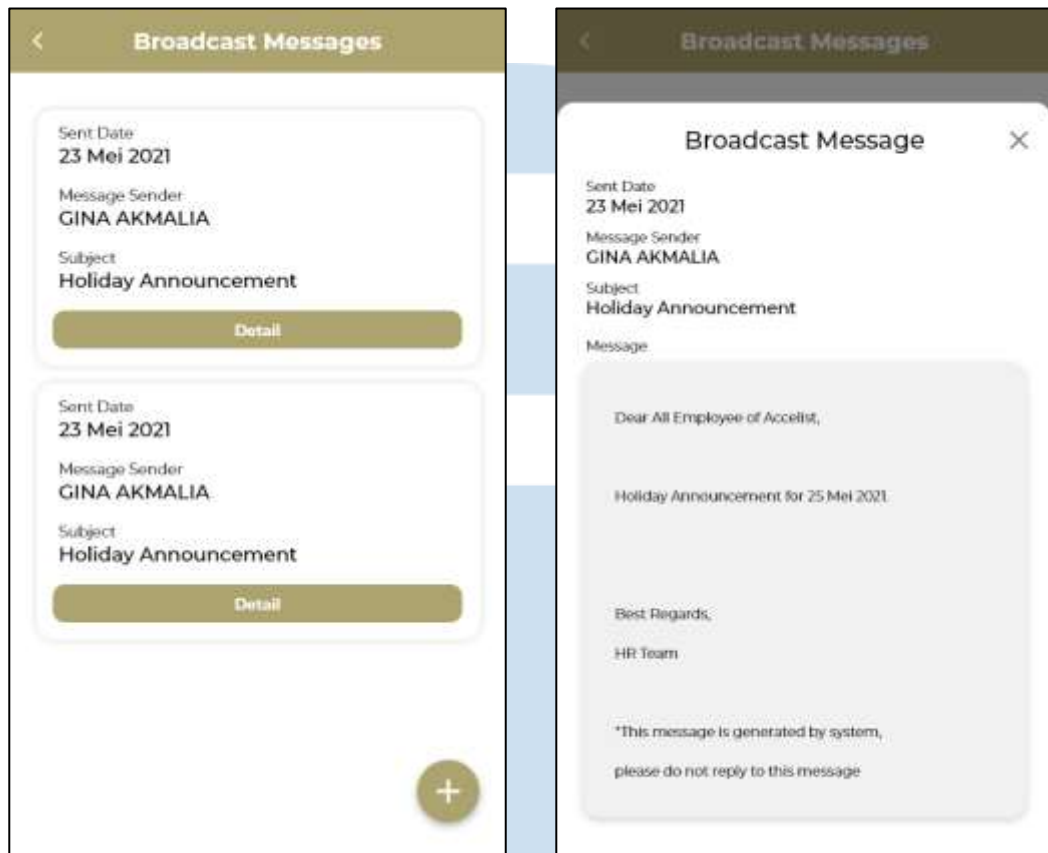 Broadcast Messages
Sent Date
23 Mei 2021
Message Sender
GINA AKMALIA
Subject
Holiday Announcement
Detail
Sent Date
23 Mei 2021
Message Sender
GINA AKMALIA
Subject
Holiday Announcement
Detail
Broadcast Messages
Broadcast Message
Sent Date
23 Mei 2021
Message Sender
GINA AKMALIA
Subject
Holiday Announcement
Message
Dear All Employee of Accelist,
Holiday Announcement for 25 Mei 2021.
Best Regards,
HR Team
*This message is generated by system,
please do not reply to this message